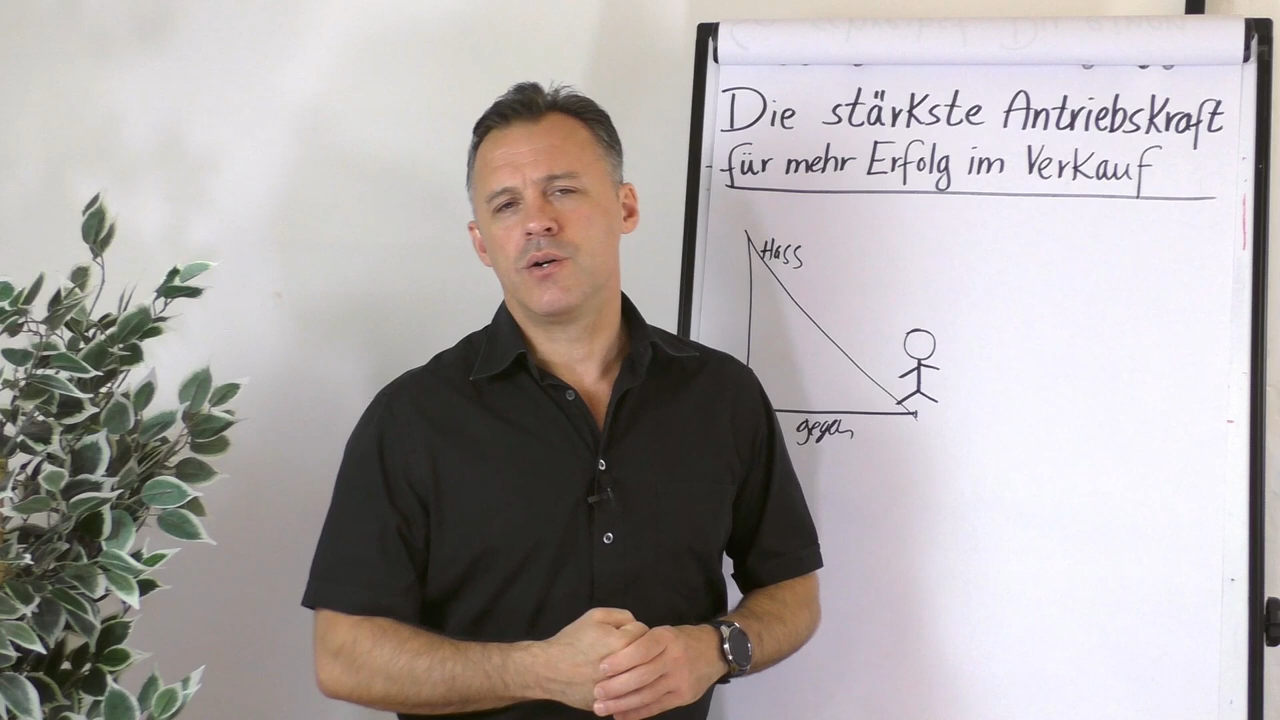 Die stärkste Antriebskraft
für mehr Erfolg im Verkauf
Hass
gegen